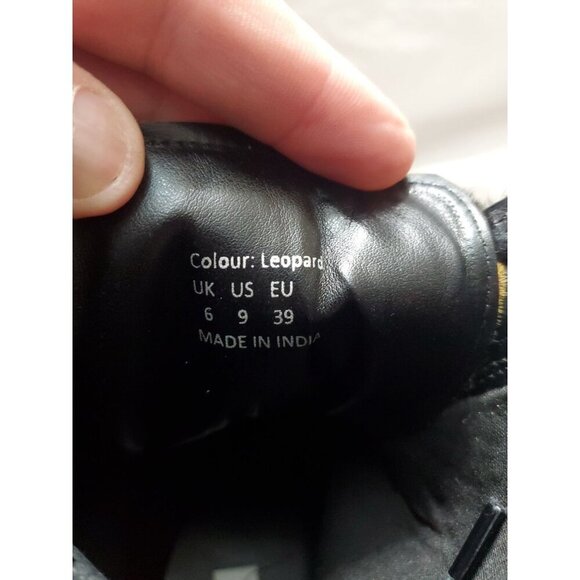 Colour: Leopard
UK US EU
6 9 39
MADE IN INDIA